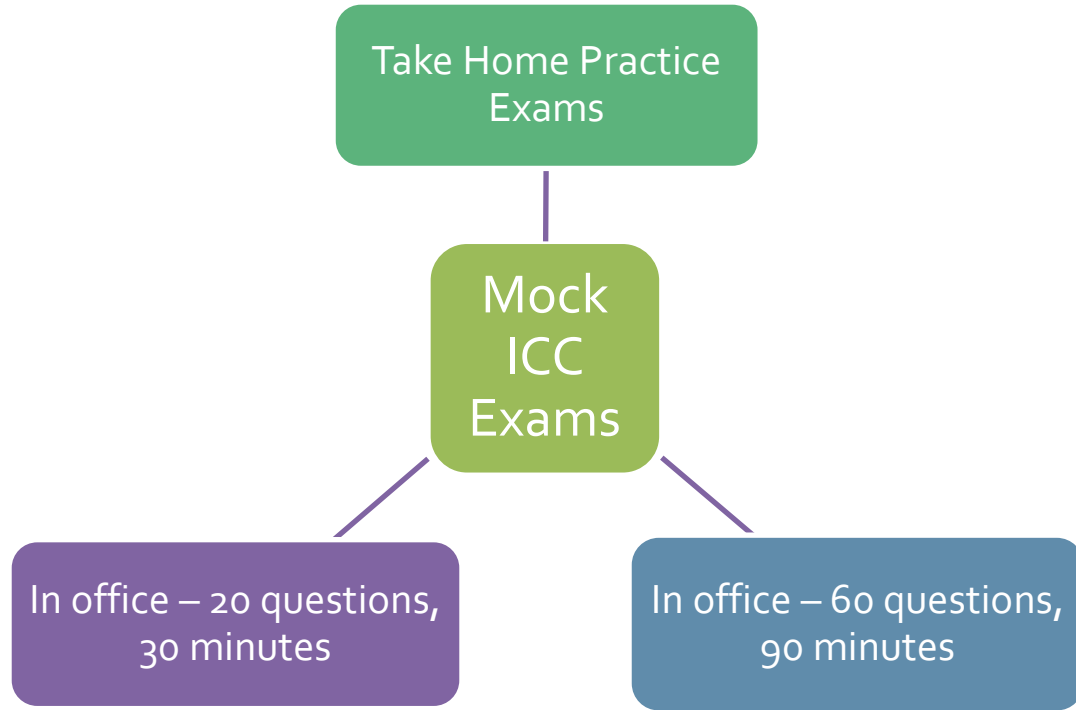 Take Home Practice
Exams
Mock
ICC
Exams
In office – 20 questions,
30 minutes
In office – 60 questions,
90 minutes